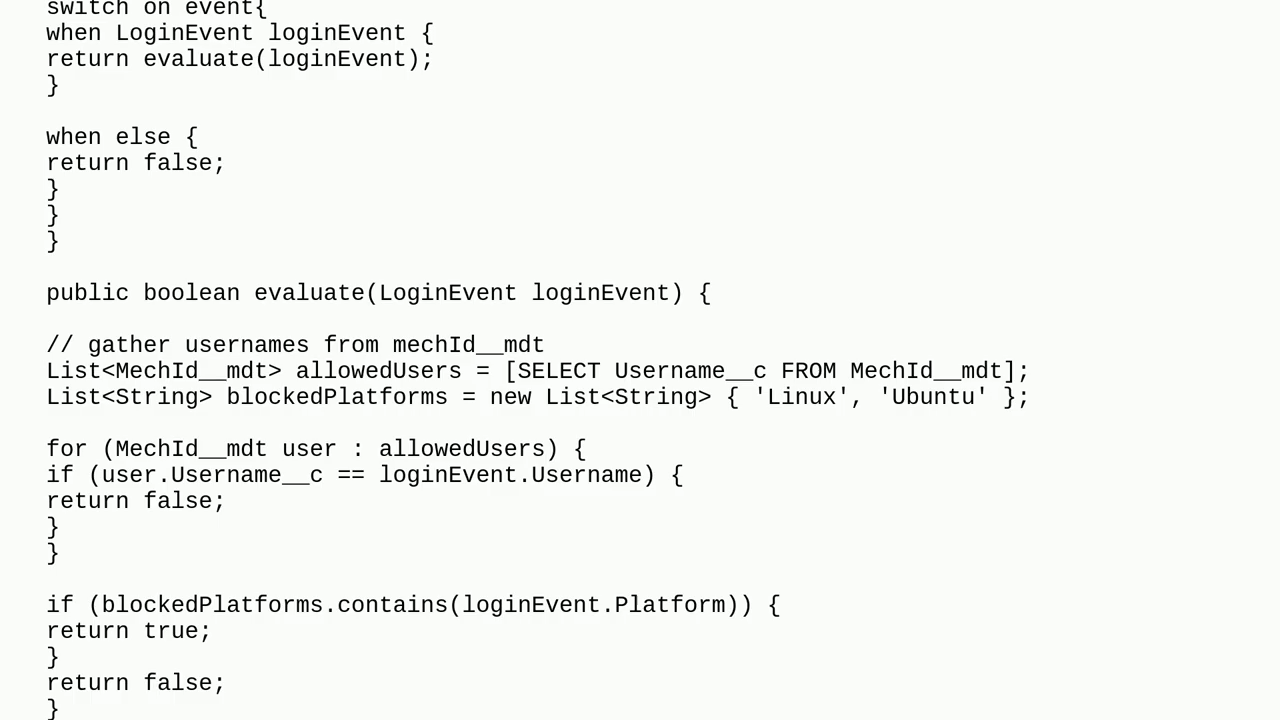 switch on event{
when LoginEvent loginEvent {
return evaluate(loginEvent);
}
when else {
return false;
}
}
}
public boolean evaluate(LoginEvent loginEvent) {
// gather usernames from mechId__mdt
List<MechId__mdt> allowedUsers = [SELECT Username__c FROM MechId__mdt];
List<String> blockedPlatforms = new List<String> { 'Linux', 'Ubuntu' };
for (MechId__mdt user : allowedUsers) {
if (user.Username__c == loginEvent.Username) {
return false;
}
}
if (blockedPlatforms.contains(loginEvent.Platform)) {
return true;
}
return false;
}